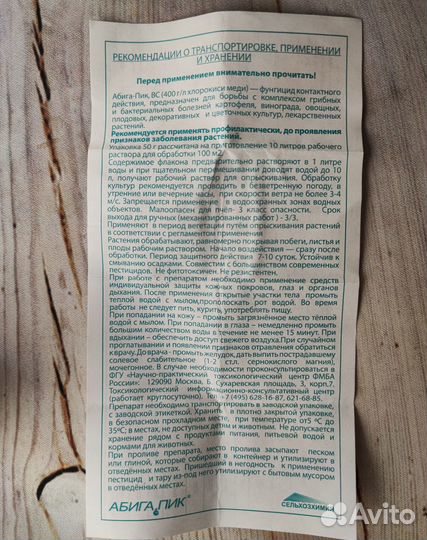 РЕКОМЕНДАЦИИ О ТРАНСПОРТИРОВКЕ, ПРИМЕНЕНИИ
И ХРАНЕНИИ
Перед применением внимательно прочитать!
Абига-Пик, ВС (400 г/л хлорокиси меди) – фунгицид контактного
действия, предназначен для борьбы с комплексом грибных
и бактериальных болезней картофеля, винограда, овощных,
плодовых, декоративных и цветочных культур, лекарственных
растений.
Рекомендуется применять профилактически, до проявления
признаков заболевания растений.
Упаковка 50 г рассчитана на приготовление 10 литров рабочего
раствора для обработки 100 м2.
Содержимое флакона предварительно растворяют в 1 литре
воды и при тщательном перемешивании доводят водой до 10
л, получают рабочий раствор для опрыскивания. Обработку
культур рекомендуется проводить в безветренную погоду, в
утренние или вечерние часы, при скорости ветра не более 3-4
м/с. Запрещается применять в водоохранных зонах водных
объектов. Малоопасен для пчёл- 3 класс опасности. Срок
выхода для ручных (механизированных работ) - 3/3.
Применяют в период вегетации путём опрыскивания растений
в соответствии с регламентом применения
Растения обрабатывают, равномерно покрывая побеги, листья и
плоды рабочим раствором. Начало воздействия – сразу после
обработки. Период защитного действия 7-10 суток. Устойчив к
смыванию осадками. Совместим с большинством современных
пестицидов. Не фитотоксичен. Не резистентен.
При работе с препаратом необходимо применение средств
индивидуальной защиты кожных покровов, глаз и органов
дыхания. После применения открытые участки тела промыть
тёплой водой с мылом,прополоскать рот водой. Во время
работы не следует пить, курить, употреблять пищу.
При попадании на кожу – промыть загрязнённое место тёплой
водой с мылом. При попадании в глаза – немедленно промыть
большим количеством воды в течение не менее 15 минут. При
вдыхании – обеспечить доступ свежего воздуха.При случайном
проглатывании и появлении признаков отравления обратиться
к врачу. До врача - промыть желудок, дать выпить пострадавшему
солевое слабительное (1-2 ст.л. сернокислого магния),
мочегонное. В случае необходимости проконсультироваться в
ФГУ «Научно-практический токсикологический центр ФМБА
России»: 129090 Москва, Б. Сухаревская площадь, 3, корп.7.
Токсикологический информационно-консультативный центр
(работает круглосуточно). Тел. +7 (495) 628-16-87, 621-68-85.
Препарат необходимо транспортировать в заводской упаковке,
с заводской этикеткой. Хранить в плотно закрытой упаковке,
в безопасном прохладном месте, при температуре от5 ºC до
35ºC в местах, не доступных детям и животным. Не допускается
хранение рядом с продуктами питания, питьевой водой и
кормами для животных.
При проливе препарата, место пролива засыпают песком
или глиной, которые собирают в контейнер и утилизируют в
отведённых местах. Пришедший в негодность к применению
пестицид и тару из-под него утилизируют с бытовым мусором
в отведённых местах.
АБИГА ПИК®
СЕЛЬХОЗХИМИЯ
Avito